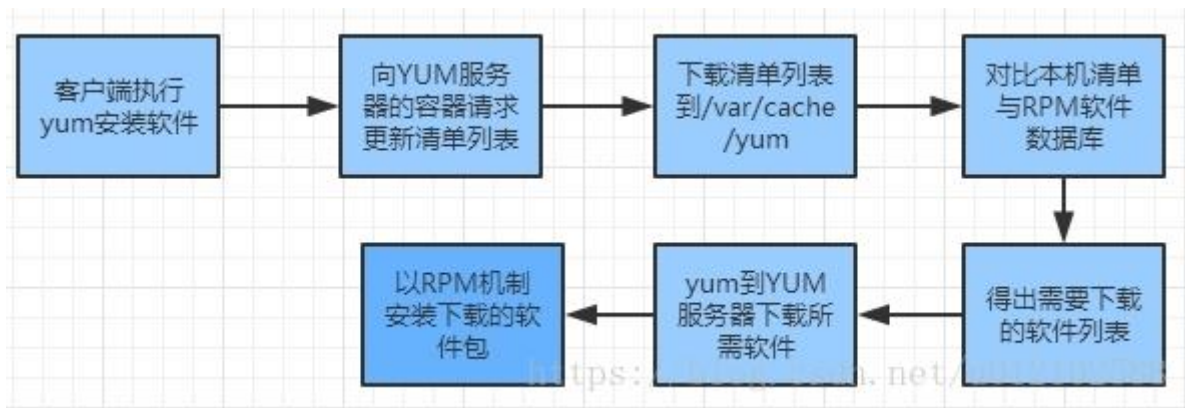 客户端执行
yum安装软件
向YUM服务
器的容器请求
更新清单列表
下载清单列表
到/var/cache
/yum
对比本机清单
与RPM软件
数据库
得出需要下载
的软件列表
yum到YUM
服务器下载所
需软件
以RPM机制
安装下载的软
件包
https://blog.csdn.net/